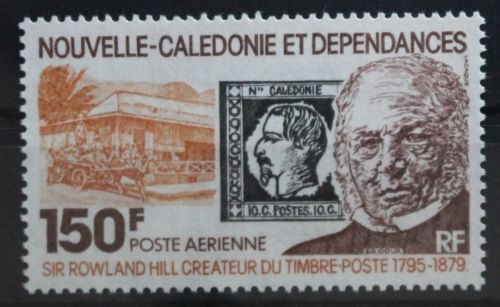 NOUVELLE-CALEDONIE ET DEPENDANCES
LACAQUE
Nlle CALEDONIE
10.C. POSTES. 10.C.
150F
POSTE AERIENNE
RF
SIR ROWLAND HILL CREATEUR DU TIMBRE-POSTE 1795-1879